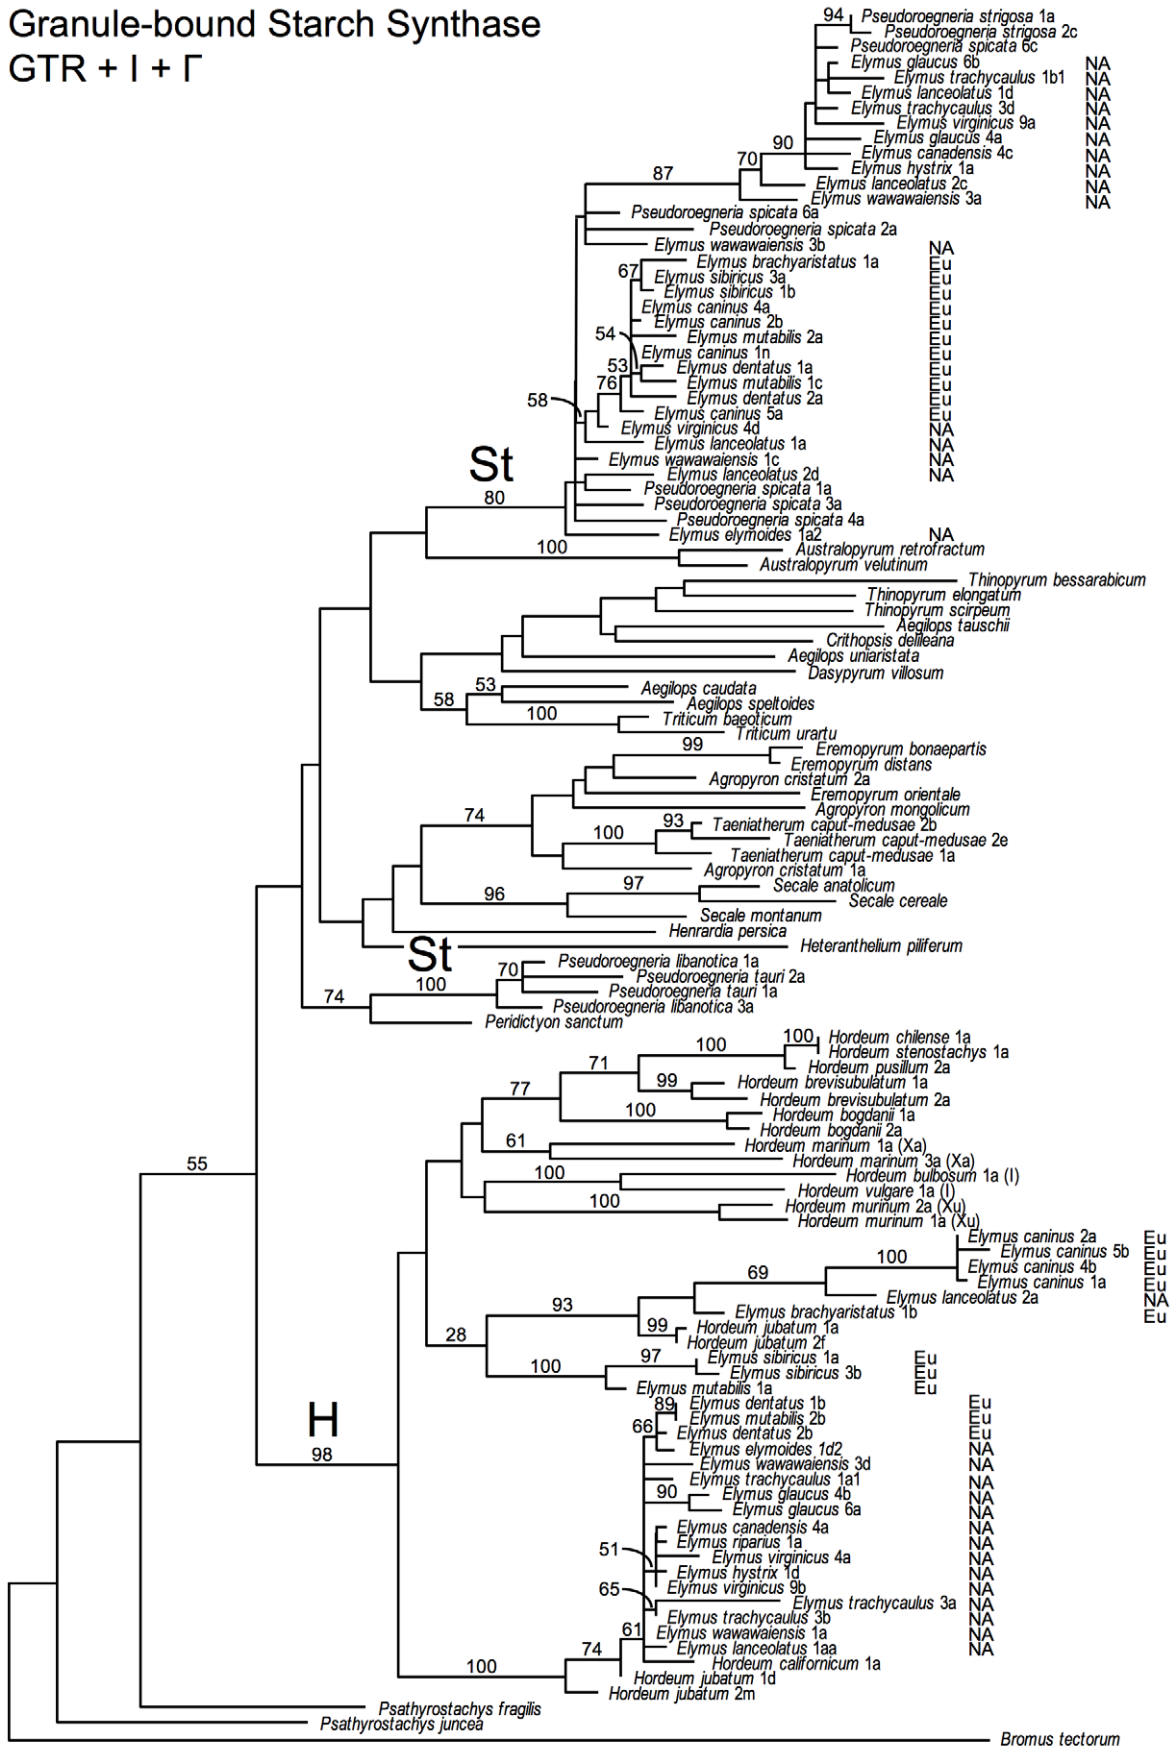 Granule-bound Starch Synthase
GTR + I + Γ
94 Pseudoroegneria strigosa 1a
Pseudoroegneria strigosa 2c
Pseudoroegneria spicata 6c
Elymus glaucus 6b NA
Elymus trachycaulus 1b1 NA
Elymus lanceolatus 1d NA
Elymus trachycaulus 3d NA
Elymus virginicus 9a NA
Elymus glaucus 4a NA
90 Elymus canadensis 4c NA
70 Elymus hystrix 1a NA
87 Elymus lanceolatus 2c NA
Elymus wawawaiensis 3a NA
Pseudoroegneria spicata 6a
Pseudoroegneria spicata 2a
Elymus wawawaiensis 3b NA
Elymus brachyaristatus 1a Eu
67 Elymus sibiricus 3a Eu
Elymus sibiricus 1b Eu
Elymus caninus 4a Eu
Elymus caninus 2b Eu
54 Elymus mutabilis 2a Eu
Elymus caninus 1n Eu
53 Elymus dentatus 1a Eu
76 Elymus mutabilis 1c Eu
58 Elymus dentatus 2a Eu
Elymus caninus 5a Eu
Elymus virginicus 4d NA
Elymus lanceolatus 1a NA
St Elymus wawawaiensis 1c NA
Elymus lanceolatus 2d NA
Pseudoroegneria spicata 1a
80 Pseudoroegneria spicata 3a
Pseudoroegneria spicata 4a
Elymus elymoides 1a2 NA
100 Australopyrum retrofractum
Australopyrum velutinum
Thinopyrum bessarabicum
Thinopyrum elongatum
Thinopyrum scirpeum
Aegilops tauschii
Crithopsis delileana
Aegilops uniaristata
Dasypyrum villosum
53 Aegilops caudata
58 Aegilops speltoides
100 Triticum baeoticum
Triticum urartu
99 Eremopyrum bonaepartis
Eremopyrum distans
Agropyron cristatum 2a
Eremopyrum orientale
Agropyron mongolicum
74 93 Taeniatherum caput-medusae 2b
100 Taeniatherum caput-medusae 2e
Taeniatherum caput-medusae 1a
Agropyron cristatum 1a
97 Secale anatolicum
96 Secale cereale
Secale montanum
Henrardia persica
St Heteranthelium piliferum
70 Pseudoroegneria libanotica 1a
Pseudoroegneria tauri 2a
100 Pseudoroegneria tauri 1a
74 Pseudoroegneria libanotica 3a
Peridictyon sanctum
100 Hordeum chilense 1a
100 Hordeum stenostachys 1a
71 Hordeum pusillum 2a
99 Hordeum brevisubulatum 1a
77 Hordeum brevisubulatum 2a
100 Hordeum bogdanii 1a
Hordeum bogdanii 2a
61 Hordeum marinum 1a (Xa)
Hordeum marinum 3a (Xa)
55 100 Hordeum bulbosum 1a (I)
Hordeum vulgare 1a (I)
100 Hordeum murinum 2a (Xu)
Hordeum murinum 1a (Xu)
Elymus caninus 2a Eu
Elymus caninus 5b Eu
100 Elymus caninus 4b Eu
69 Elymus caninus 1a Eu
Elymus lanceolatus 2a NA
93 Elymus brachyaristatus 1b Eu
99 Hordeum jubatum 1a
28 Hordeum jubatum 2f
97 Elymus sibiricus 1a Eu
100 Elymus sibiricus 3b Eu
Elymus mutabilis 1a Eu
89 Elymus dentatus 1b Eu
H 66 Elymus mutabilis 2b Eu
Elymus dentatus 2b Eu
98 Elymus elymoides 1d2 NA
Elymus wawawaiensis 3d NA
Elymus trachycaulus 1a1 NA
90 Elymus glaucus 4b NA
Elymus glaucus 6a NA
Elymus canadensis 4a NA
51 Elymus riparius 1a NA
Elymus virginicus 4a NA
Elymus hystrix 1d NA
65 Elymus virginicus 9b NA
Elymus trachycaulus 3a NA
Elymus trachycaulus 3b NA
61 Elymus wawawaiensis 1a NA
74 Elymus lanceolatus 1aa NA
100 Hordeum californicum 1a
Hordeum jubatum 1d
Hordeum jubatum 2m
Psathyrostachys fragilis
Psathyrostachys juncea
Bromus tectorum